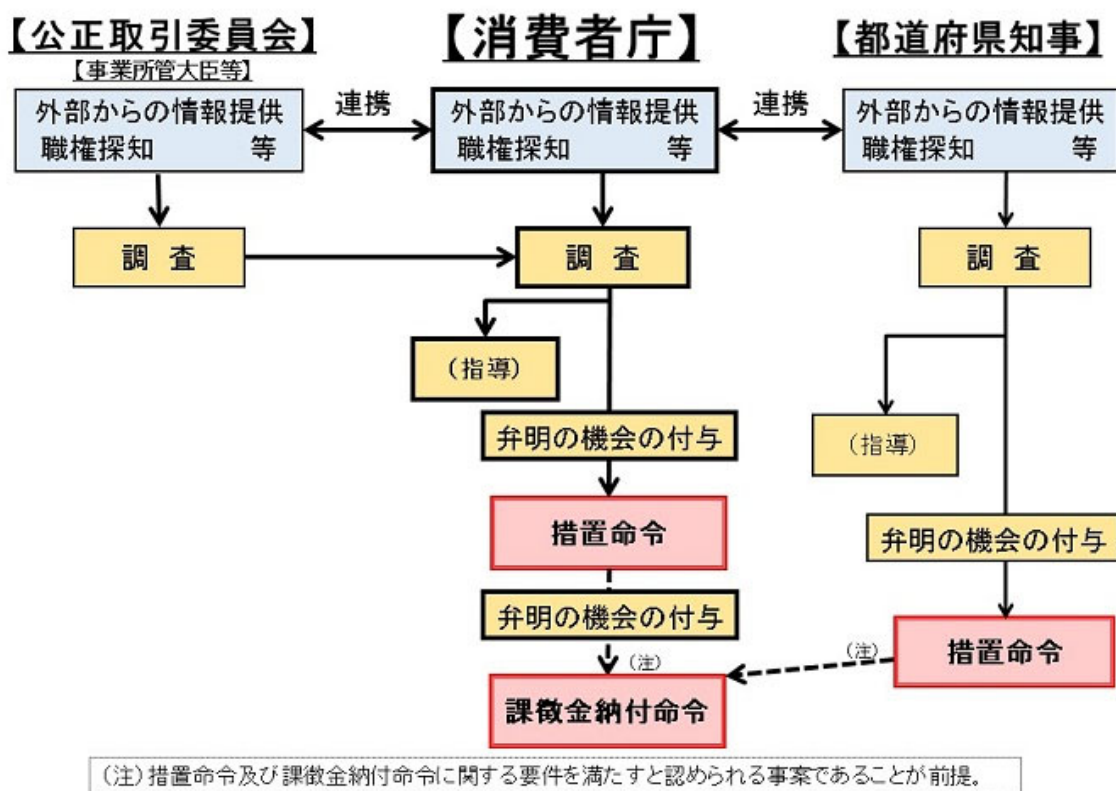 【公正取引委員会】
【事業所管大臣等】
外部からの情報提供
職権探知　　　等
調　査
連携
【消費者庁】
外部からの情報提供
職権探知　　　等
調　査
（指導）
弁明の機会の付与
措置命令
弁明の機会の付与
（注）
課徴金納付命令
連携
【都道府県知事】
外部からの情報提供
職権探知　　　等
調　査
（指導）
弁明の機会の付与
措置命令
（注）
（注）措置命令及び課徴金納付命令に関する要件を満たすと認められる事案であることが前提。